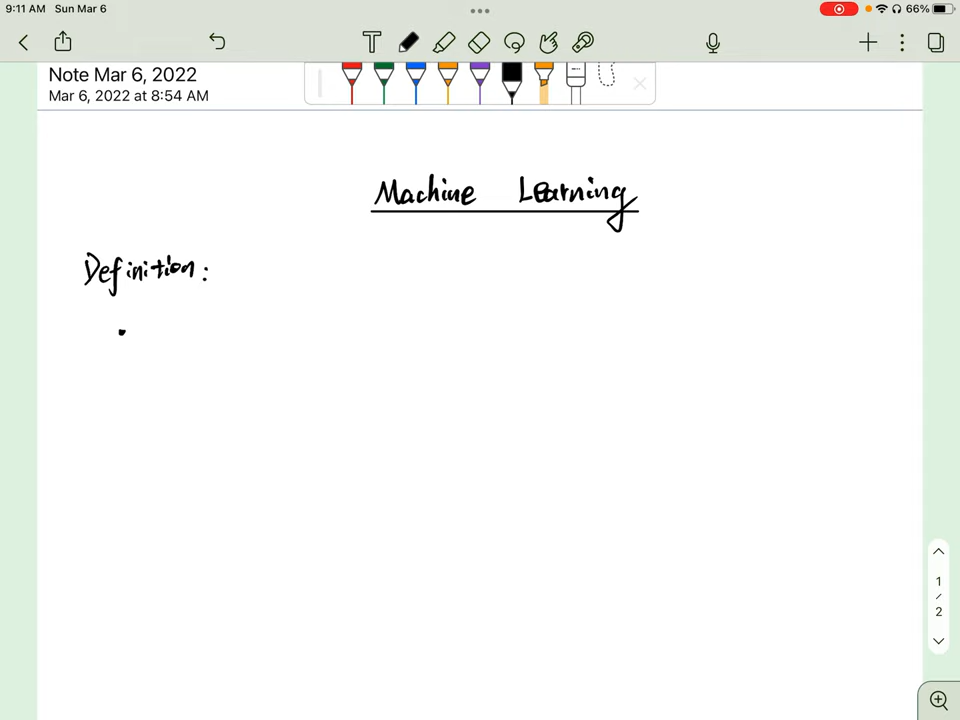 9:11 AM Sun Mar 6
66%
Note Mar 6, 2022
Mar 6, 2022 at 8:54 AM
Machine Learning
Definition:
1
/
2